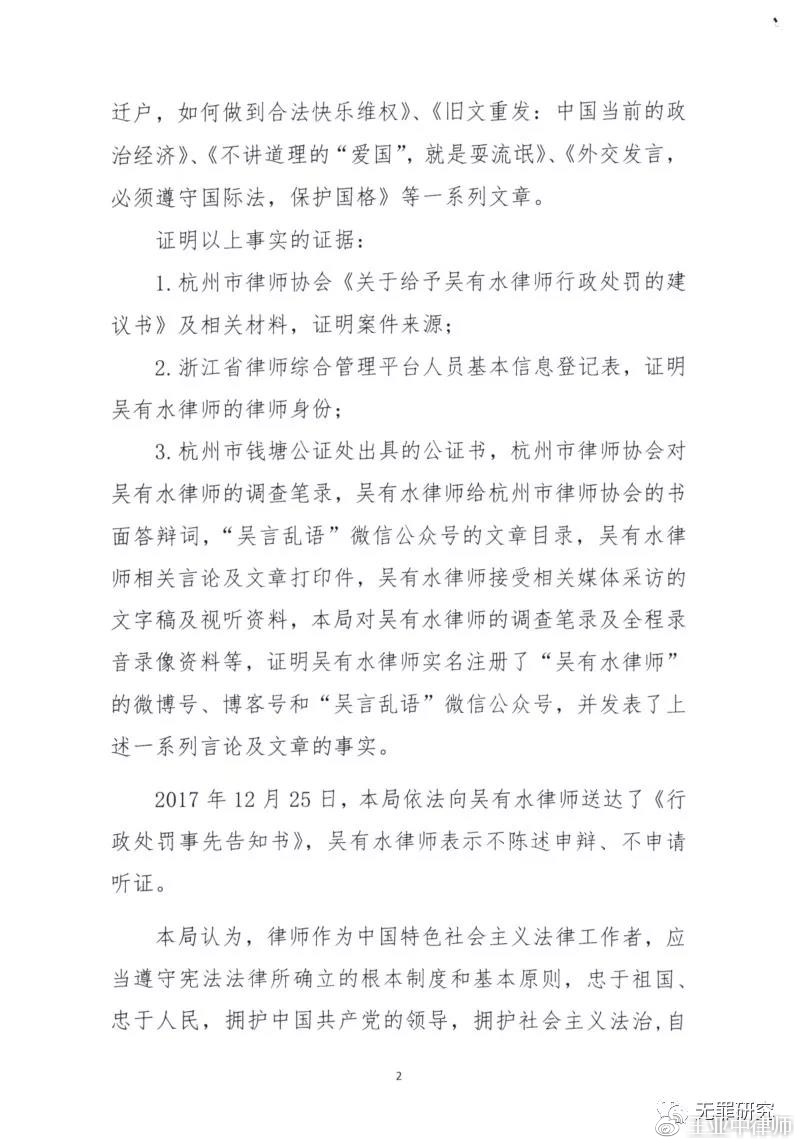 迁户，如何做到合法快乐维权》、《旧文重发：中国当前的政
治经济》、《不讲道理的“爱国”，就是耍流氓》、《外交发言，
必须遵守国际法，保护国格》等一系列文章。
证明以上事实的证据：
1.杭州市律师协会《关于给予吴有水律师行政处罚的建
议书》及相关材料，证明案件来源；
2.浙江省律师综合管理平台人员基本信息登记表，证明
吴有水律师的律师身份；
3.杭州市钱塘公证处出具的公证书，杭州市律师协会对
吴有水律师的调查笔录，吴有水律师给杭州市律师协会的书
面答辩词，“吴言乱语”微信公众号的文章目录，吴有水律
师相关言论及文章打印件，吴有水律师接受相关媒体采访的
文字稿及视听资料，本局对吴有水律师的调查笔录及全程录
音录像资料等，证明吴有水律师实名注册了“吴有水律师”
的微博号、博客号和“吴言乱语”微信公众号，并发表了上
述一系列言论及文章的事实。
2017年12月25日，本局依法向吴有水律师送达了《行
政处罚事先告知书》，吴有水律师表示不陈述申辩、不申请
听证。
本局认为，律师作为中国特色社会主义法律工作者，应
当遵守宪法法律所确立的根本制度和基本原则，忠于祖国、
忠于人民，拥护中国共产党的领导，拥护社会主义法治,自
2
无罪研究
主业中律师